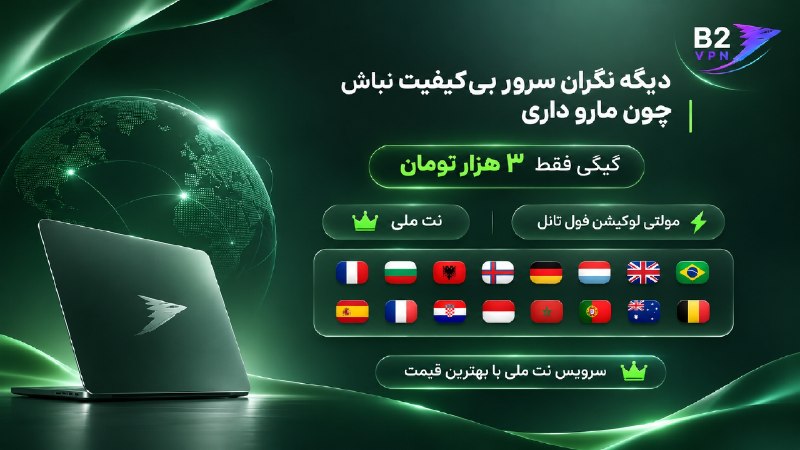 B2
VPN
دیگه نگران سرور بی‌کیفیت نباش
چون مارو داری
گیگی فقط ۳ هزار تومان
مولتی لوکیشن فول تانل
نت ملی
سرویس نت ملی با بهترین قیمت